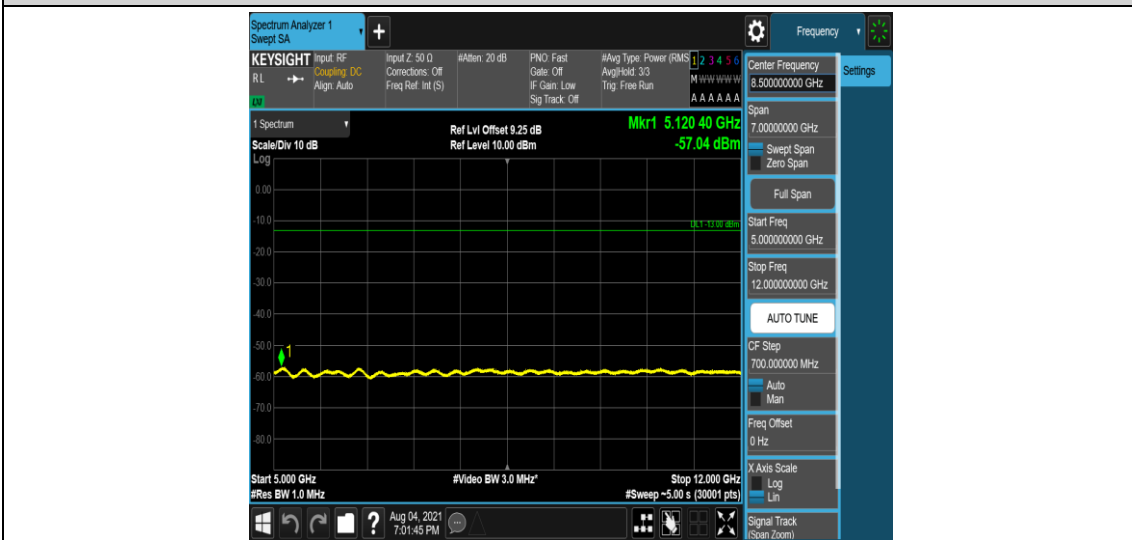 Spectrum Analyzer 1
Swept SA
+
Frequency
KEYSIGHT
RL
LXI
Input: RF
Coupling: DC
Align: Auto
Input Z: 50 Ω
Corrections: Off
Freq Ref: Int (S)
#Atten: 20 dB
PNO: Fast
Gate: Off
IF Gain: Low
Sig Track: Off
#Avg Type: Power (RMS
Avg|Hold: 3/3
Trig: Free Run
1 2 3 4 5 6
M W W W W W
A A A A A A
1 Spectrum
Scale/Div 10 dB
Log
Ref Lvl Offset 9.25 dB
Ref Level 10.00 dBm
Mkr1 5.120 40 GHz
-57.04 dBm
0.00
-10.0
DL1 -13.00 dBm
-20.0
-30.0
-40.0
-50.0
1
-60.0
-70.0
-80.0
Start 5.000 GHz
#Res BW 1.0 MHz
#Video BW 3.0 MHz*
Stop 12.000 GHz
#Sweep ~5.00 s (30001 pts)
?
Aug 04, 2021
7:01:45 PM
Center Frequency
8.500000000 GHz
Settings
Span
7.00000000 GHz
Swept Span
Zero Span
Full Span
Start Freq
5.000000000 GHz
Stop Freq
12.000000000 GHz
AUTO TUNE
CF Step
700.000000 MHz
Auto
Man
Freq Offset
0 Hz
X Axis Scale
Log
Lin
Signal Track
(Span Zoom)